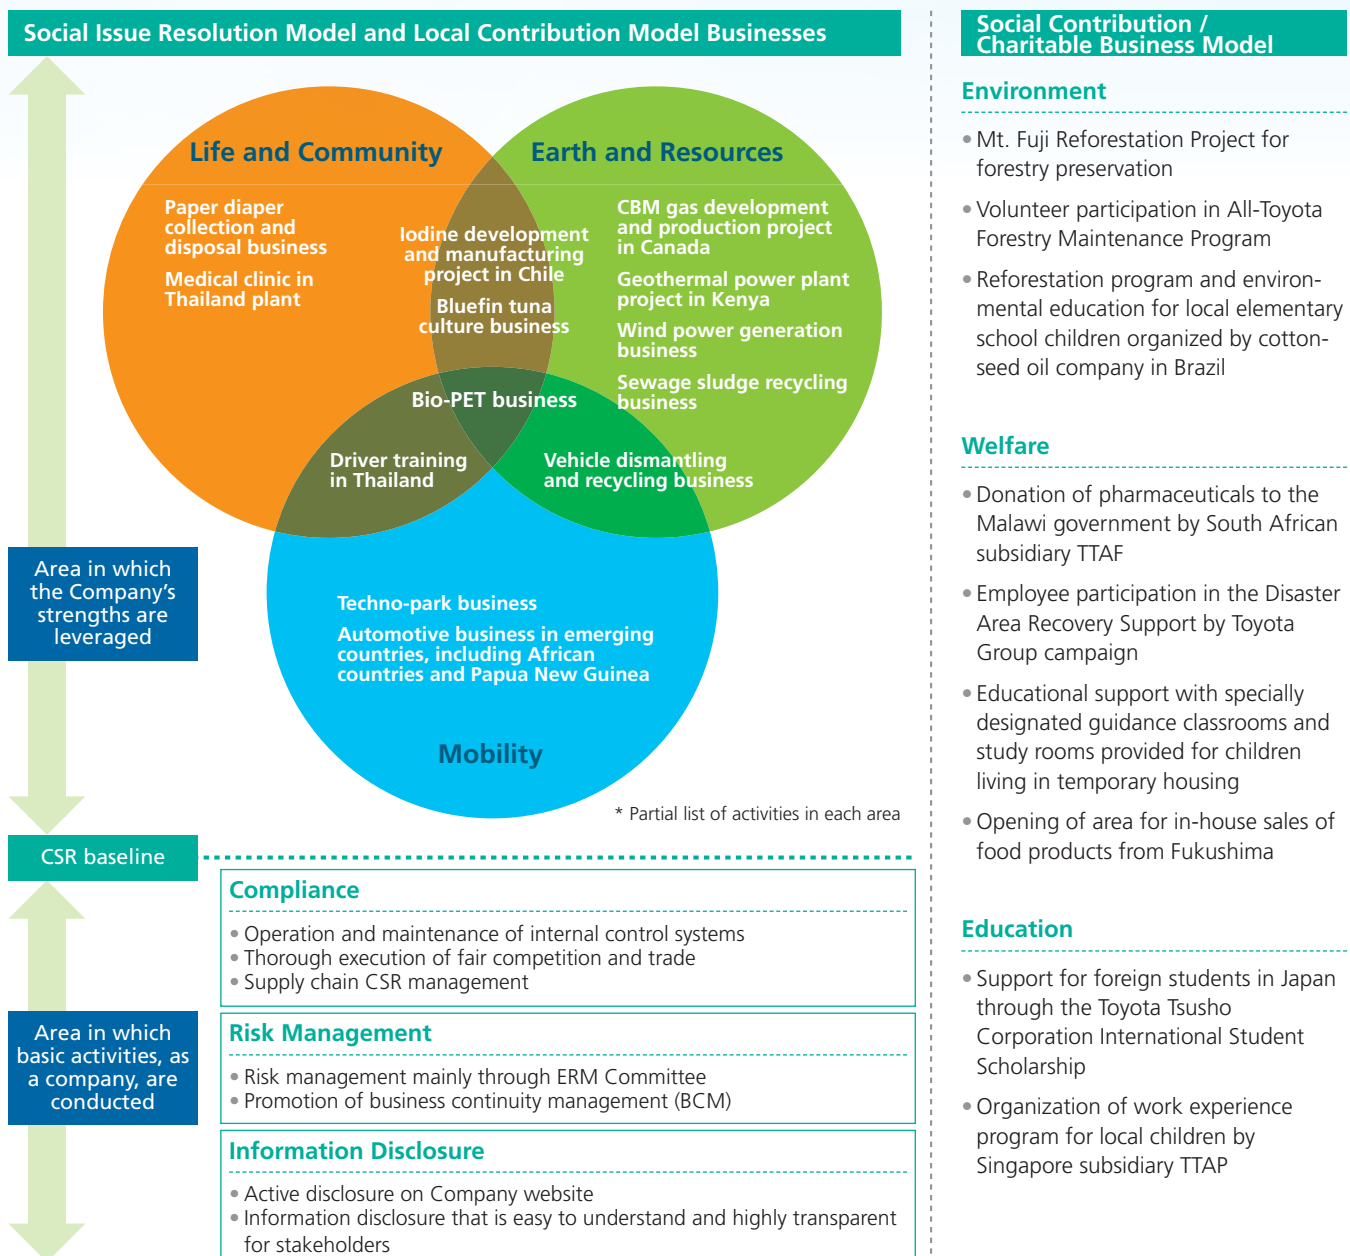 Social Issue Resolution Model and Local Contribution Model Businesses
Life and Community
Paper diaper
collection and
disposal business
Medical clinic in
Thailand plant
Iodine development
and manufacturing
project in Chile
Bluefin tuna
culture business
Earth and Resources
CBM gas development
and production project
in Canada
Geothermal power plant
project in Kenya
Wind power generation
business
Sewage sludge recycling
business
Bio-PET business
Driver training
in Thailand
Vehicle dismantling
and recycling business
Techno-park business
Automotive business in emerging
countries, including African
countries and Papua New Guinea
Mobility
* Partial list of activities in each area
Area in which
the Company's
strengths are
leveraged
CSR baseline
Area in which
basic activities, as
a company, are
conducted
Compliance
• Operation and maintenance of internal control systems
• Thorough execution of fair competition and trade
• Supply chain CSR management
Risk Management
• Risk management mainly through ERM Committee
• Promotion of business continuity management (BCM)
Information Disclosure
• Active disclosure on Company website
• Information disclosure that is easy to understand and highly transparent
for stakeholders
Social Contribution /
Charitable Business Model
Environment
• Mt. Fuji Reforestation Project for
forestry preservation
• Volunteer participation in All-Toyota
Forestry Maintenance Program
• Reforestation program and environ-
mental education for local elementary
school children organized by cotton-
seed oil company in Brazil
Welfare
• Donation of pharmaceuticals to the
Malawi government by South African
subsidiary TTAF
• Employee participation in the Disaster
Area Recovery Support by Toyota
Group campaign
• Educational support with specially
designated guidance classrooms and
study rooms provided for children
living in temporary housing
• Opening of area for in-house sales of
food products from Fukushima
Education
• Support for foreign students in Japan
through the Toyota Tsusho
Corporation International Student
Scholarship
• Organization of work experience
program for local children by
Singapore subsidiary TTAP